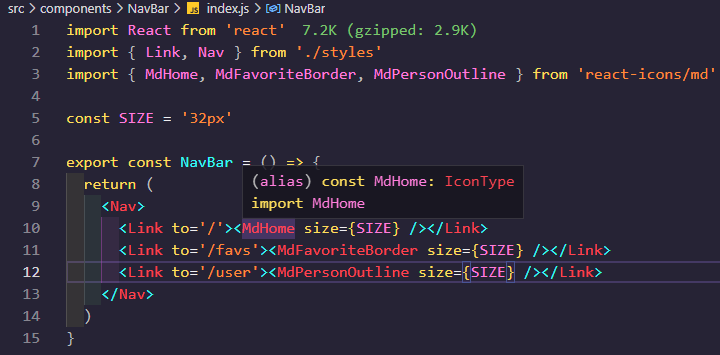 src > components > NavBar > JS index.js > NavBar
1 import React from 'react' 7.2K (gzipped: 2.9K)
2 import { Link, Nav } from './styles'
3 import { MdHome, MdFavoriteBorder, MdPersonOutline } from 'react-icons/md'
4
5 const SIZE = '32px'
6
7 export const NavBar = () => {
(alias) const MdHome: IconType
import MdHome
8 return (
9 <Nav>
10 <Link to='/'><MdHome size={SIZE} /></Link>
11 <Link to='/favs'><MdFavoriteBorder size={SIZE} /></Link>
12 <Link to='/user'><MdPersonOutline size={SIZE} /></Link>
13 </Nav>
14 )
15 }